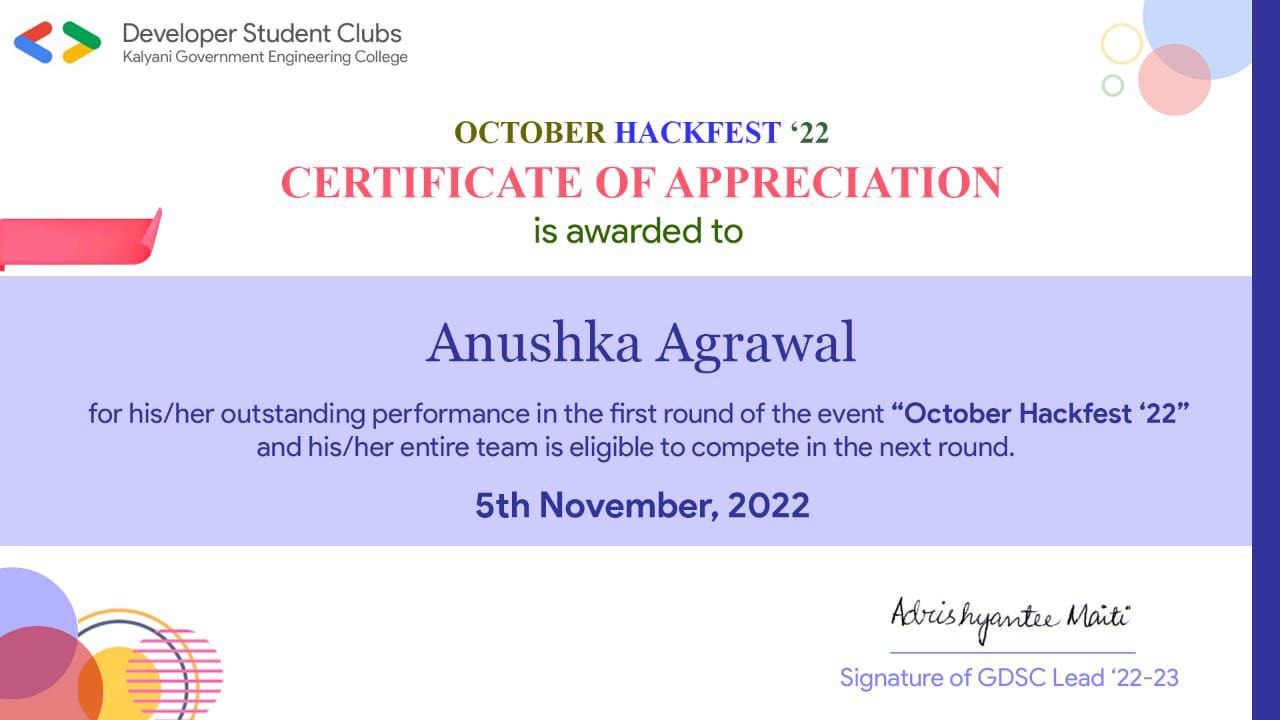 Developer Student Clubs
Kalyani Government Engineering College
OCTOBER HACKFEST ‘22
CERTIFICATE OF APPRECIATION
is awarded to
Anushka Agrawal
for his/her outstanding performance in the first round of the event “October Hackfest ‘22”
and his/her entire team is eligible to compete in the next round.
5th November, 2022
Adrishyantee Maiti
Signature of GDSC Lead ‘22-23